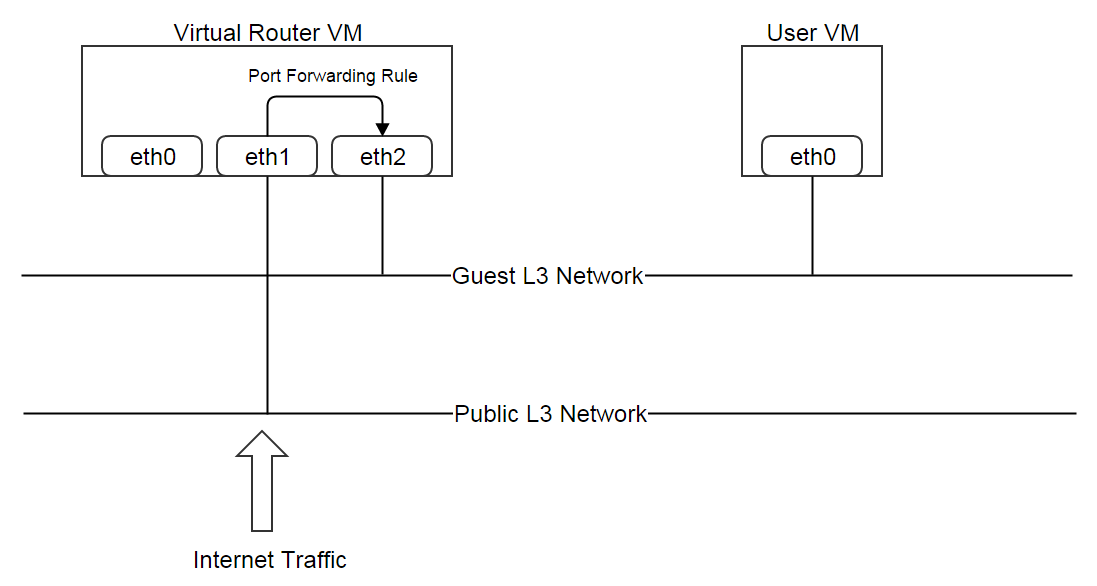 Virtual Router VM
User VM
Port Forwarding Rule
eth0
eth1
eth2
eth0
Guest L3 Network
Public L3 Network
Internet Traffic